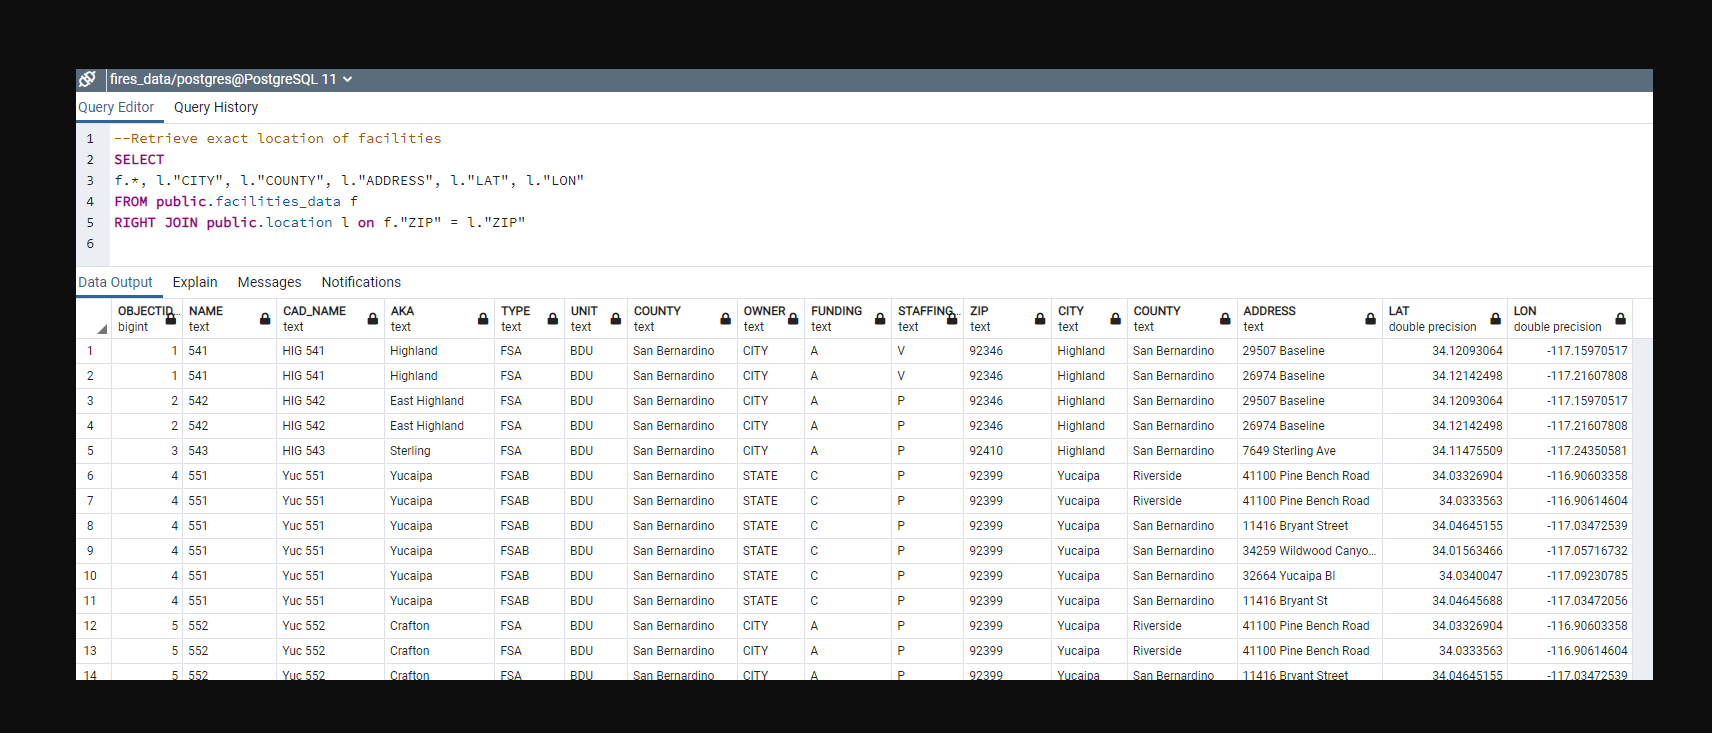 fires_data/postgres@PostgreSQL 11
Query Editor Query History
1 --Retrieve exact location of facilities
2 SELECT
3 f.*, l."CITY", l."COUNTY", l."ADDRESS", l."LAT", l."LON"
4 FROM public.facilities_data f
5 RIGHT JOIN public.location l on f."ZIP" = l."ZIP"
6
Data Output Explain Messages Notifications
OBJECTID... NAME CAD_NAME AKA TYPE UNIT COUNTY OWNER FUNDING STAFFING... ZIP CITY COUNTY ADDRESS LAT LON
bigint text text text text text text text text text text text text text double precision double precision
1 1 541 HIG 541 Highland FSA BDU San Bernardino CITY A V 92346 Highland San Bernardino 29507 Baseline 34.12093064 -117.15970517
2 1 541 HIG 541 Highland FSA BDU San Bernardino CITY A V 92346 Highland San Bernardino 26974 Baseline 34.12142498 -117.21607808
3 2 542 HIG 542 East Highland FSA BDU San Bernardino CITY A P 92346 Highland San Bernardino 29507 Baseline 34.12093064 -117.15970517
4 2 542 HIG 542 East Highland FSA BDU San Bernardino CITY A P 92346 Highland San Bernardino 26974 Baseline 34.12142498 -117.21607808
5 3 543 HIG 543 Sterling FSA BDU San Bernardino CITY A P 92410 Highland San Bernardino 7649 Sterling Ave 34.11475509 -117.24350581
6 4 551 Yuc 551 Yucaipa FSAB BDU San Bernardino STATE C P 92399 Yucaipa Riverside 41100 Pine Bench Road 34.03326904 -116.90603358
7 4 551 Yuc 551 Yucaipa FSAB BDU San Bernardino STATE C P 92399 Yucaipa Riverside 41100 Pine Bench Road 34.0333563 -116.90614604
8 4 551 Yuc 551 Yucaipa FSAB BDU San Bernardino STATE C P 92399 Yucaipa San Bernardino 11416 Bryant Street 34.04645155 -117.03472539
9 4 551 Yuc 551 Yucaipa FSAB BDU San Bernardino STATE C P 92399 Yucaipa San Bernardino 34259 Wildwood Canyo... 34.01563466 -117.05716732
10 4 551 Yuc 551 Yucaipa FSAB BDU San Bernardino STATE C P 92399 Yucaipa San Bernardino 32664 Yucaipa Bl 34.0340047 -117.09230785
11 4 551 Yuc 551 Yucaipa FSAB BDU San Bernardino STATE C P 92399 Yucaipa San Bernardino 11416 Bryant St 34.04645688 -117.03472056
12 5 552 Yuc 552 Crafton FSA BDU San Bernardino CITY A P 92399 Yucaipa Riverside 41100 Pine Bench Road 34.03326904 -116.90603358
13 5 552 Yuc 552 Crafton FSA BDU San Bernardino CITY A P 92399 Yucaipa Riverside 41100 Pine Bench Road 34.0333563 -116.90614604
14 5 552 Yuc 552 Crafton FSA BDU San Bernardino CITY A P 92399 Yucaipa San Bernardino 11416 Bryant Street 34.04645155 -117.03472539